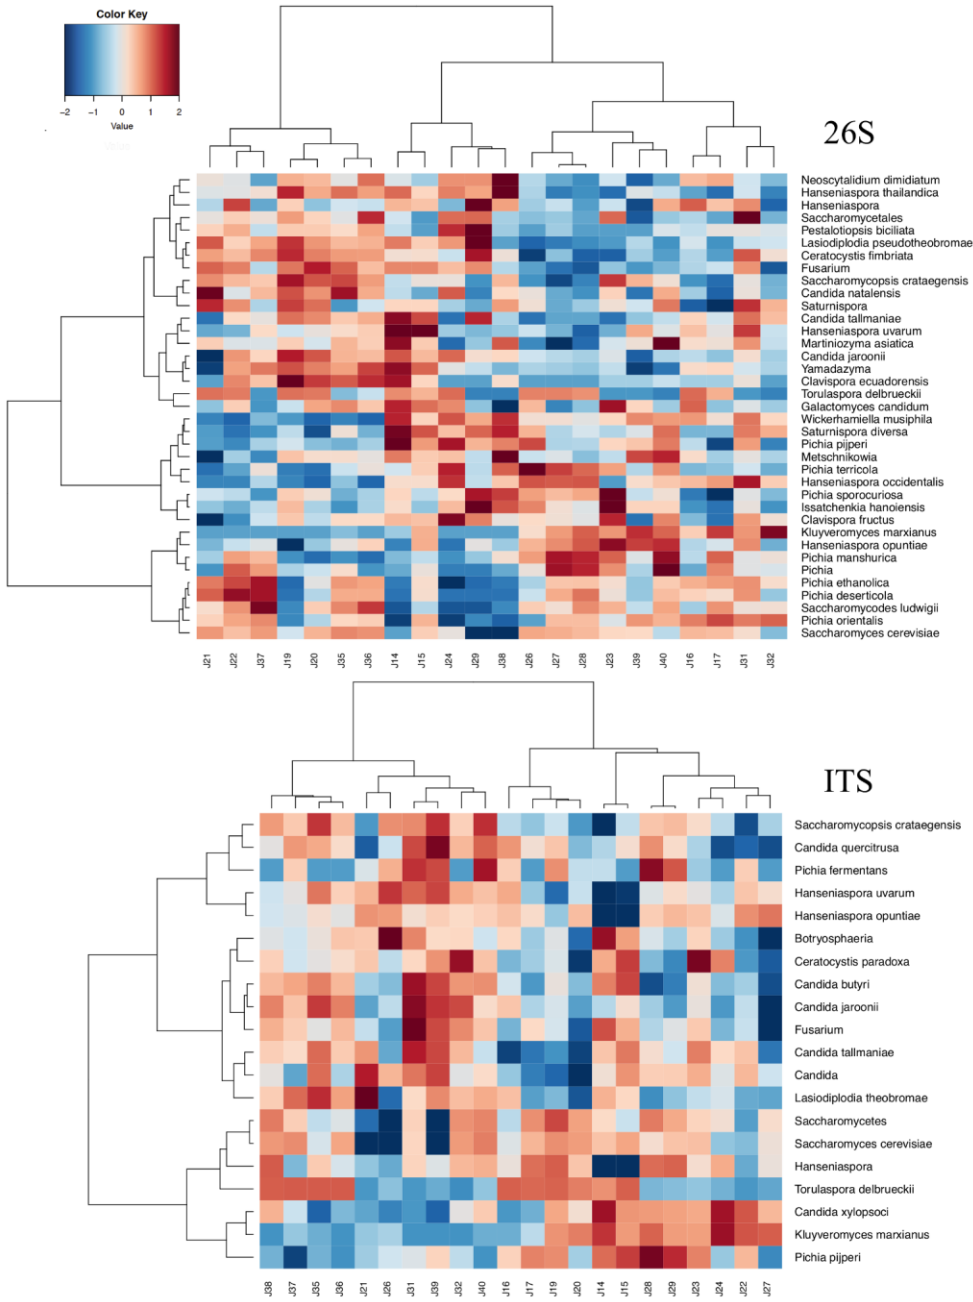 Color Key
−2 −1 0 1 2
Value
26S
Neoscytalidium dimidiatum
Hanseniaspora thailandica
Hanseniaspora
Saccharomycetales
Pestalotiopsis biciliata
Lasiodiplodia pseudotheobromae
Ceratocystis fimbriata
Fusarium
Saccharomycopsis crataegensis
Candida natalensis
Saturnispora
Candida tallmaniae
Hanseniaspora uvarum
Martiniozyma asiatica
Candida jaroonii
Yamadazyma
Clavispora ecuadorensis
Torulaspora delbrueckii
Galactomyces candidum
Wickerhamiella musiphila
Saturnispora diversa
Pichia pijperi
Metschnikowia
Pichia terricola
Hanseniaspora occidentalis
Pichia sporocuriosa
Issatchenkia hanoiensis
Clavispora fructus
Kluyveromyces marxianus
Hanseniaspora opuntiae
Pichia manshurica
Pichia
Pichia ethanolica
Pichia deserticola
Saccharomycodes ludwigii
Pichia orientalis
Saccharomyces cerevisiae
J21 J22 J37 J19 J20 J35 J36 J14 J15 J24 J29 J38 J26 J27 J28 J23 J39 J40 J16 J17 J31 J32
ITS
Saccharomycopsis crataegensis
Candida quercitrusa
Pichia fermentans
Hanseniaspora uvarum
Hanseniaspora opuntiae
Botryosphaeria
Ceratocystis paradoxa
Candida butyri
Candida jaroonii
Fusarium
Candida tallmaniae
Candida
Lasiodiplodia theobromae
Saccharomycetes
Saccharomyces cerevisiae
Hanseniaspora
Torulaspora delbrueckii
Candida xylopsoci
Kluyveromyces marxianus
Pichia pijperi
J38 J37 J35 J36 J21 J26 J31 J39 J32 J40 J16 J17 J19 J20 J14 J15 J28 J29 J23 J24 J22 J27